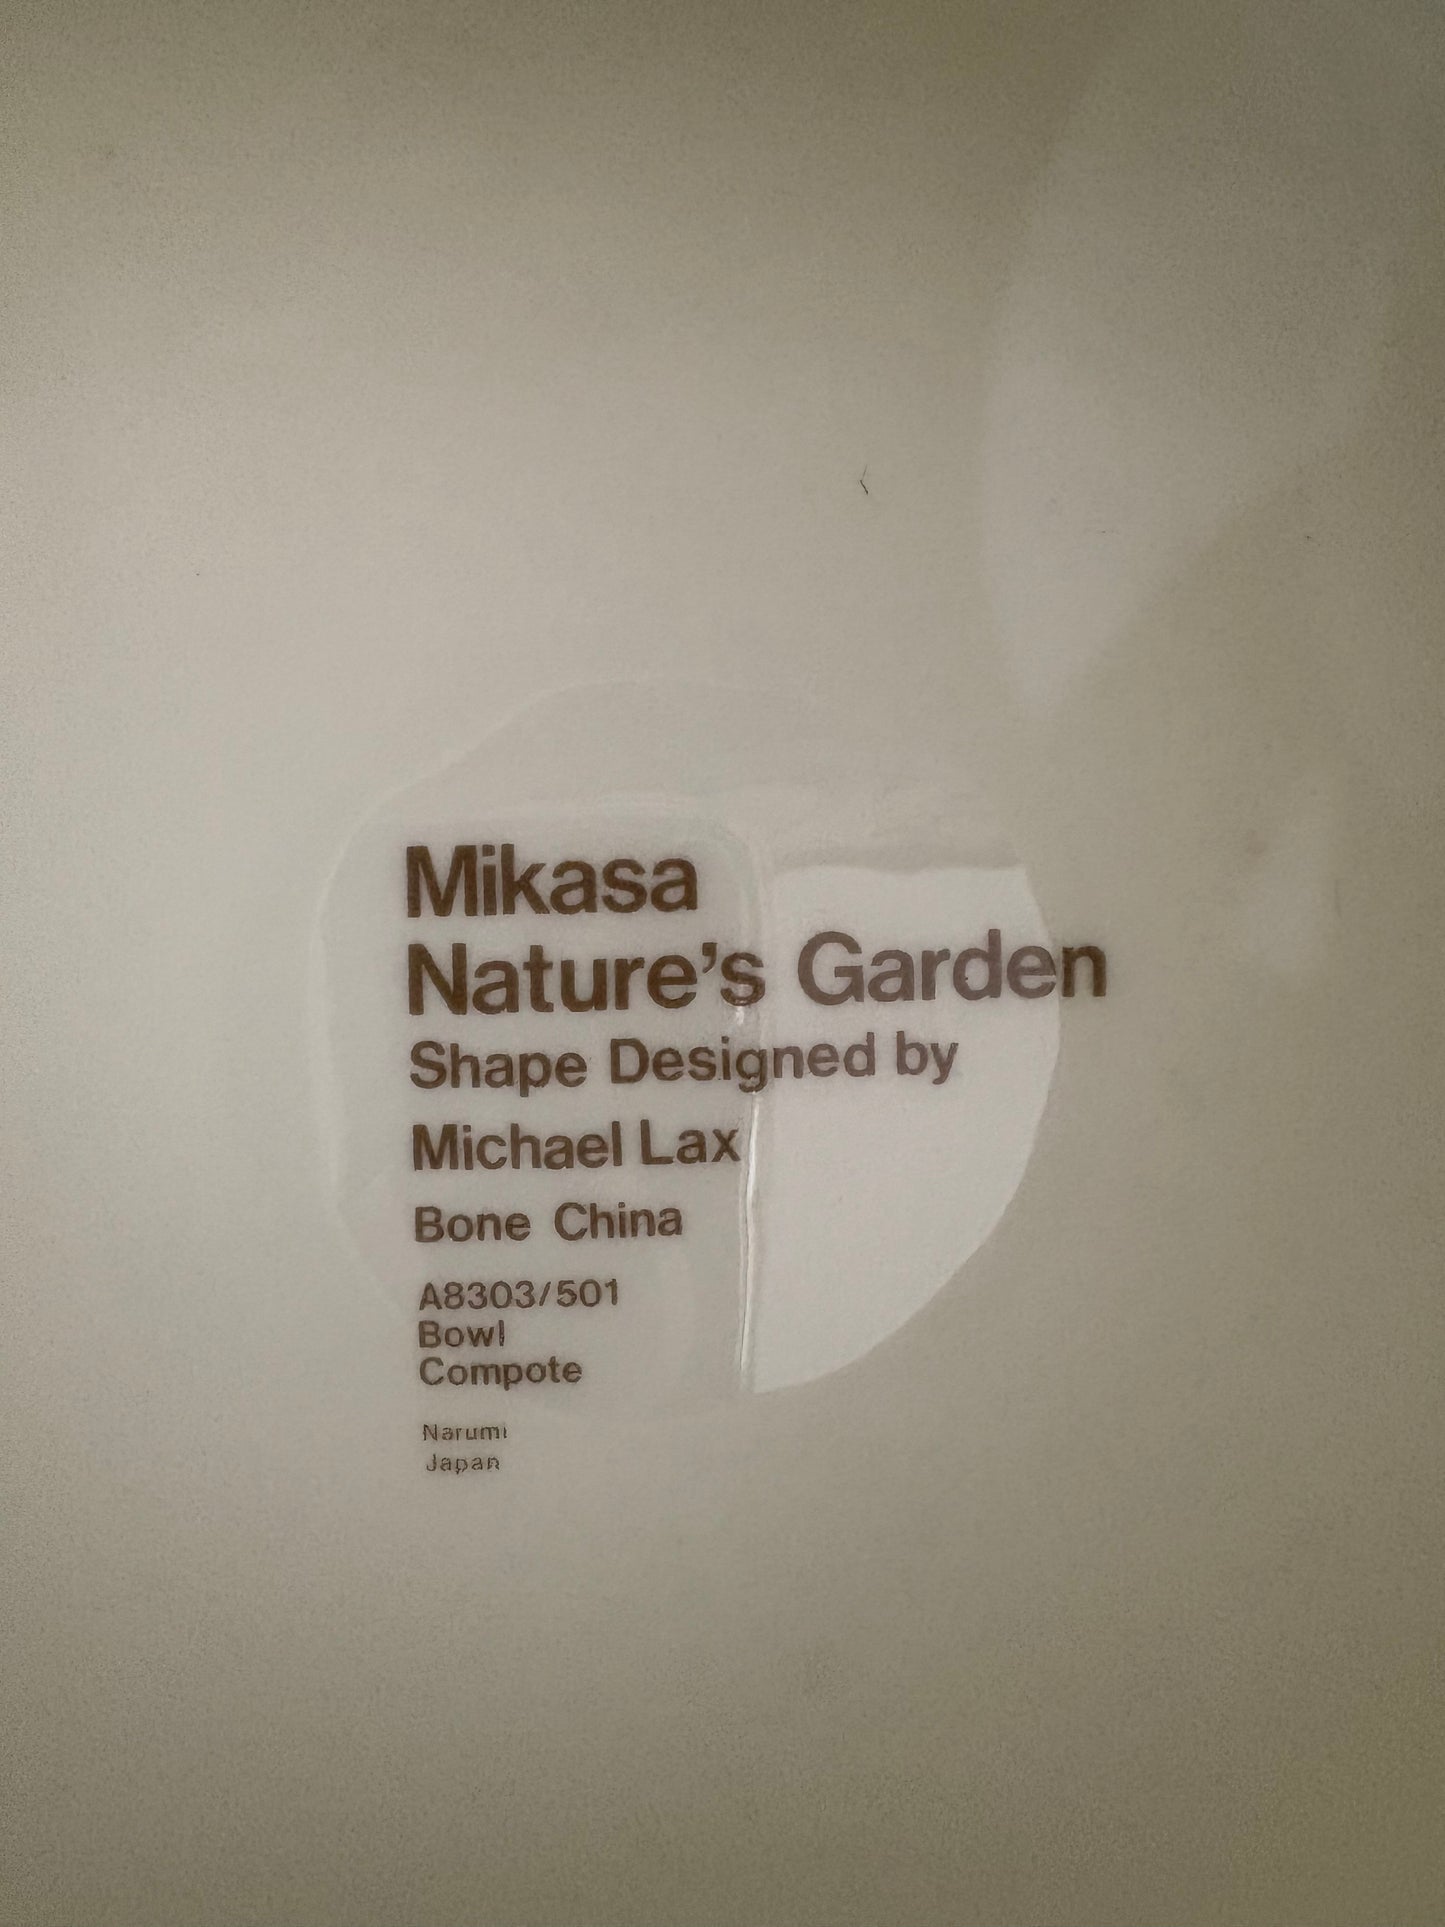 Mikasa
Nature’s Garden
Shape Designed by
Michael Lax
Bone China
A8303/501
Bowl
Compote
Narumi
Japan